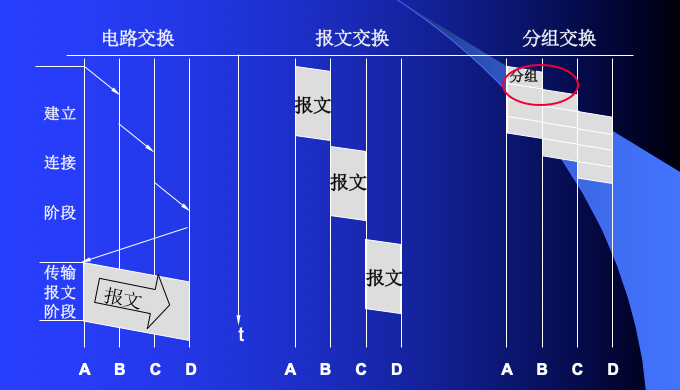 电路交换 报文交换 分组交换
分组
报文
建立
连接
报文
阶段
传输
报文
阶段
报文
报文
t
A B C D A B C D A B C D